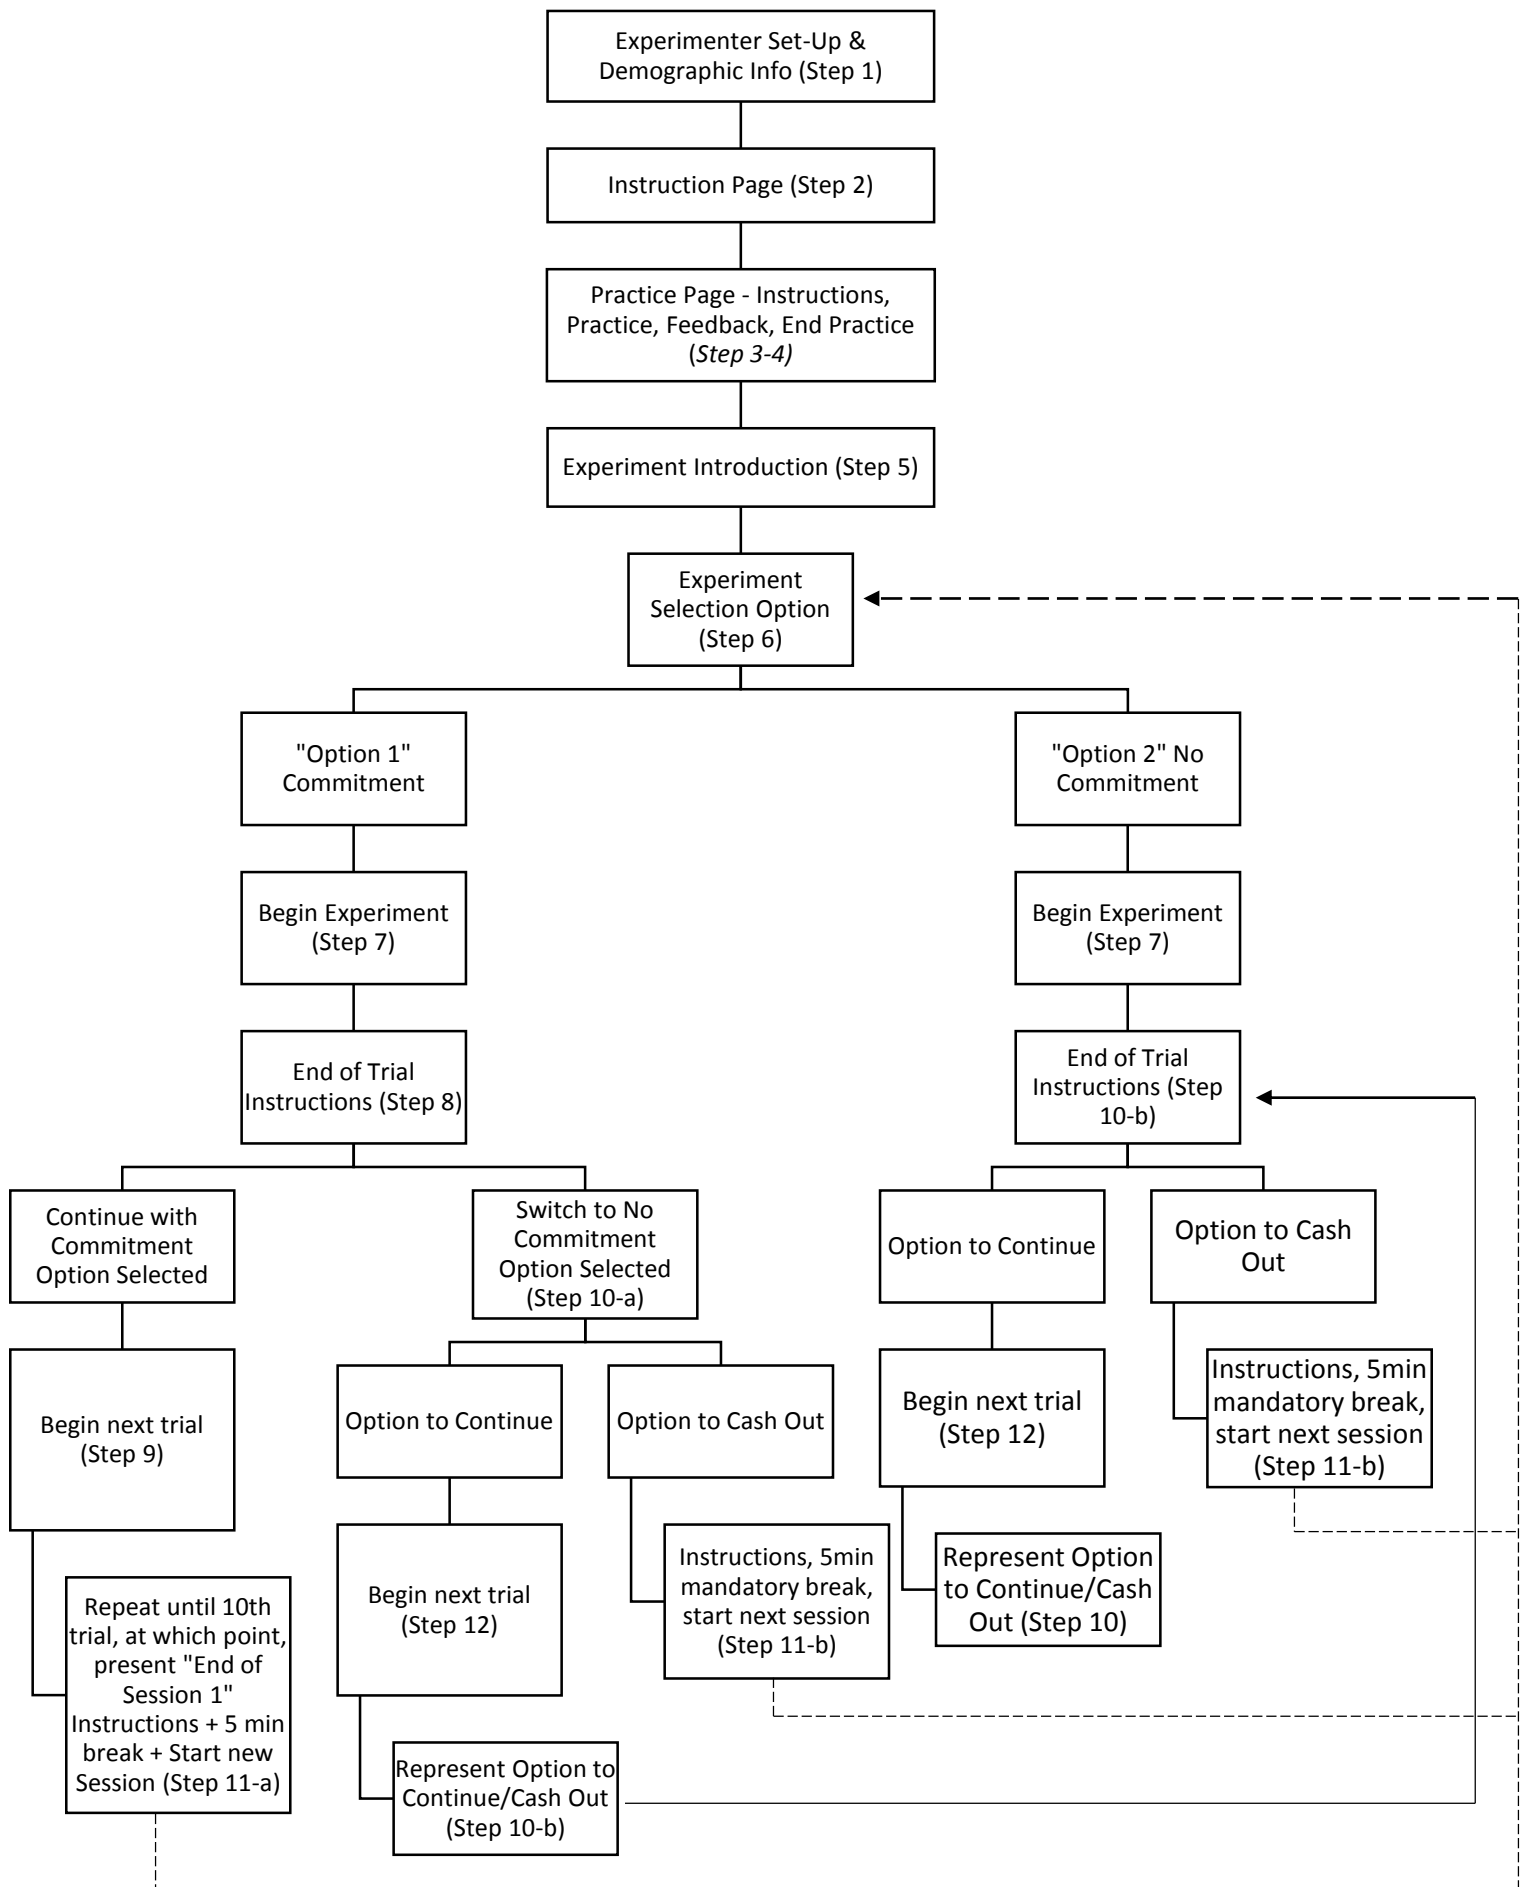 Experimenter Set-Up &
Demographic Info (Step 1)
Instruction Page (Step 2)
Practice Page - Instructions,
Practice, Feedback, End Practice
(Step 3-4)
Experiment Introduction (Step 5)
Experiment
Selection Option
(Step 6)
"Option 1"
Commitment
"Option 2" No
Commitment
Begin Experiment
(Step 7)
Begin Experiment
(Step 7)
End of Trial
Instructions (Step 8)
End of Trial
Instructions (Step
10-b)
Continue with
Commitment
Option Selected
Switch to No
Commitment
Option Selected
(Step 10-a)
Option to Continue
Option to Cash
Out
Begin next trial
(Step 9)
Option to Continue
Option to Cash Out
Begin next trial
(Step 12)
Instructions, 5min
mandatory break,
start next session
(Step 11-b)
Repeat until 10th
trial, at which point,
present "End of
Session 1"
Instructions + 5 min
break + Start new
Session (Step 11-a)
Begin next trial
(Step 12)
Instructions, 5min
mandatory break,
start next session
(Step 11-b)
Represent Option
to Continue/Cash
Out (Step 10)
Represent Option to
Continue/Cash Out
(Step 10-b)